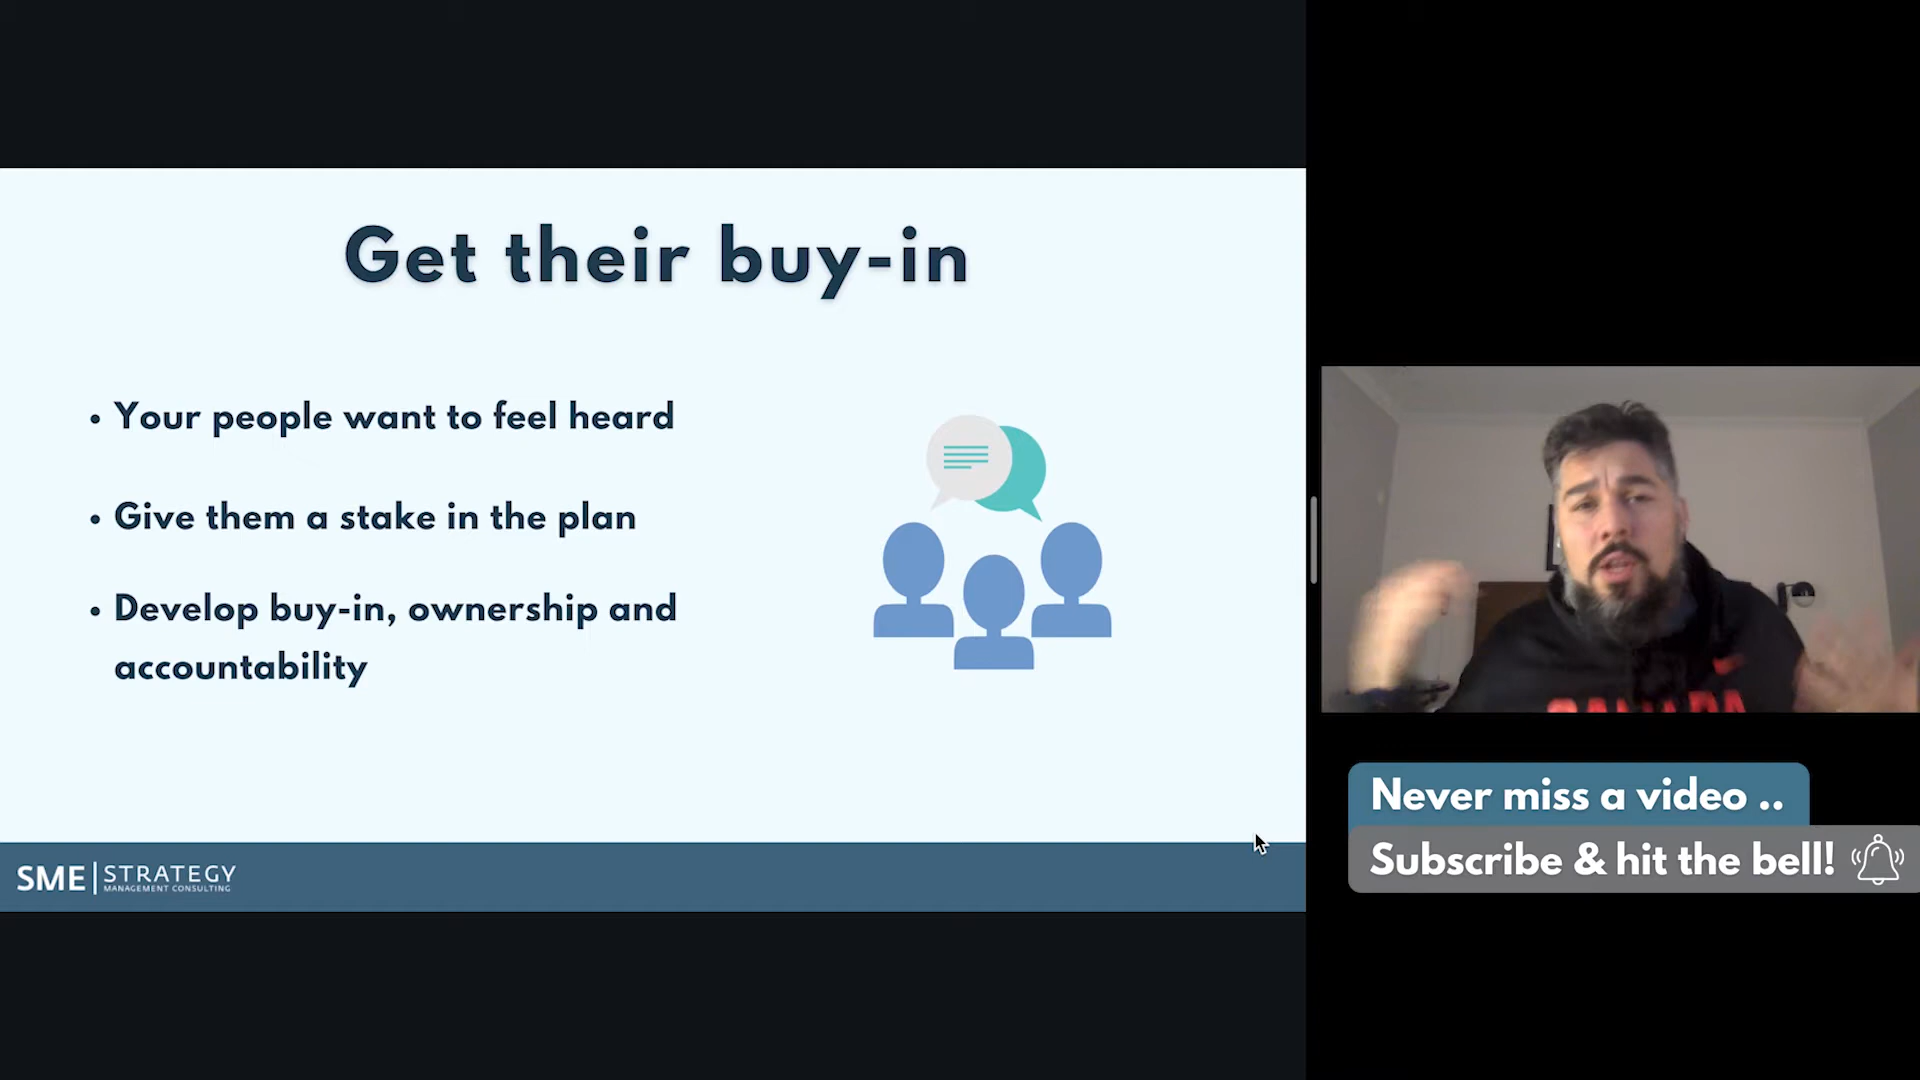 Get their buy-in
• Your people want to feel heard
• Give them a stake in the plan
• Develop buy-in, ownership and
accountability
SME | STRATEGY
MANAGEMENT CONSULTING
CANADA
Never miss a video ..
Subscribe & hit the bell!